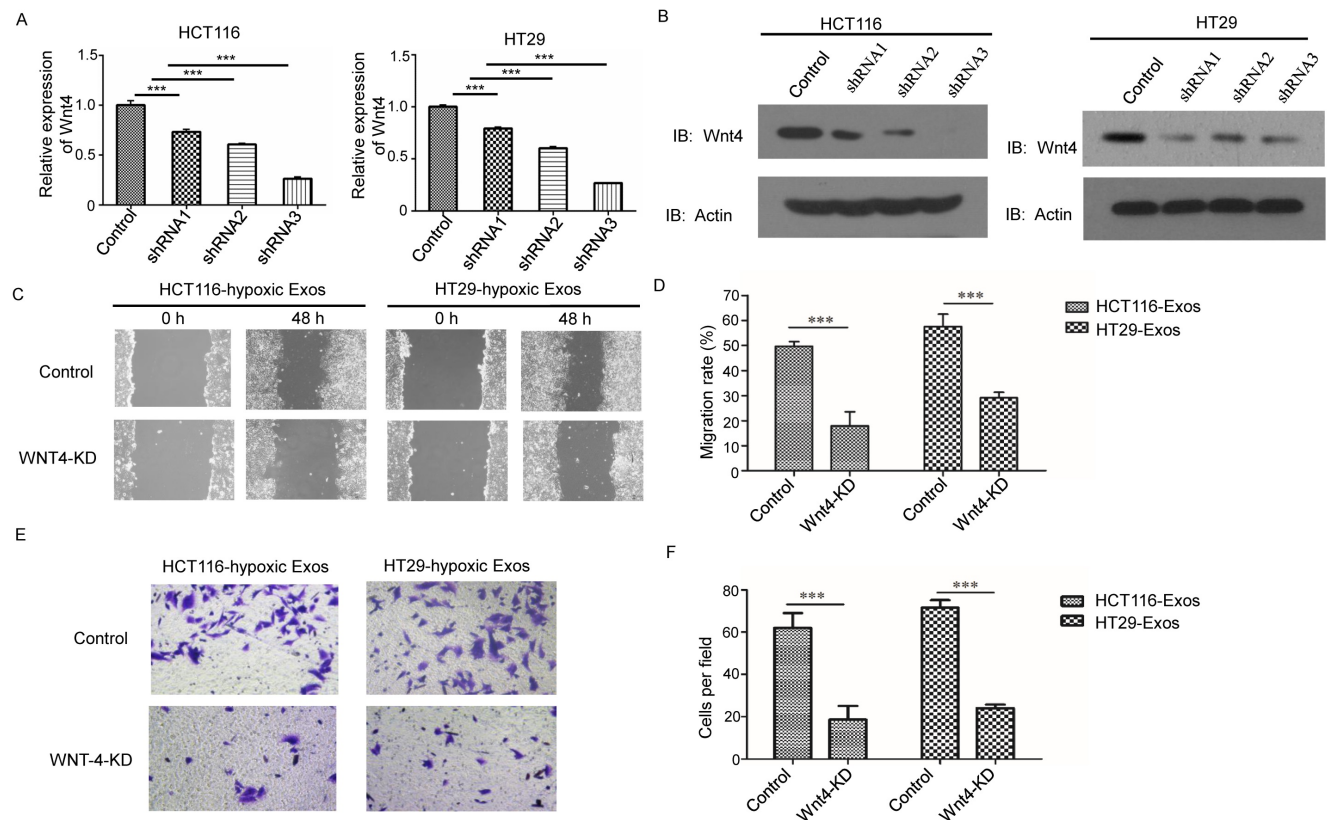 A
HCT116
Relative expression
of Wnt4
1.5
1.0
0.5
0
***
***
***
Control
shRNA1
shRNA2
shRNA3
HT29
Relative expression
of Wnt4
1.5
1.0
0.5
0
***
***
***
Control
shRNA1
shRNA2
shRNA3
B
HCT116
Control
shRNA1
shRNA2
shRNA3
IB: Wnt4
IB: Actin
HT29
Control
shRNA1
shRNA2
shRNA3
IB: Wnt4
IB: Actin
C
HCT116-hypoxic Exos
HT29-hypoxic Exos
0 h
48 h
0 h
48 h
Control
WNT4-KD
D
Migration rate (%)
70
60
50
40
30
20
10
0
***
***
Control
Wnt4-KD
Control
Wnt4-KD
HCT116-Exos
HT29-Exos
E
HCT116-hypoxic Exos
HT29-hypoxic Exos
Control
WNT-4-KD
F
Cells per field
80
60
40
20
0
***
***
Control
Wnt4-KD
Control
Wnt4-KD
HCT116-Exos
HT29-Exos